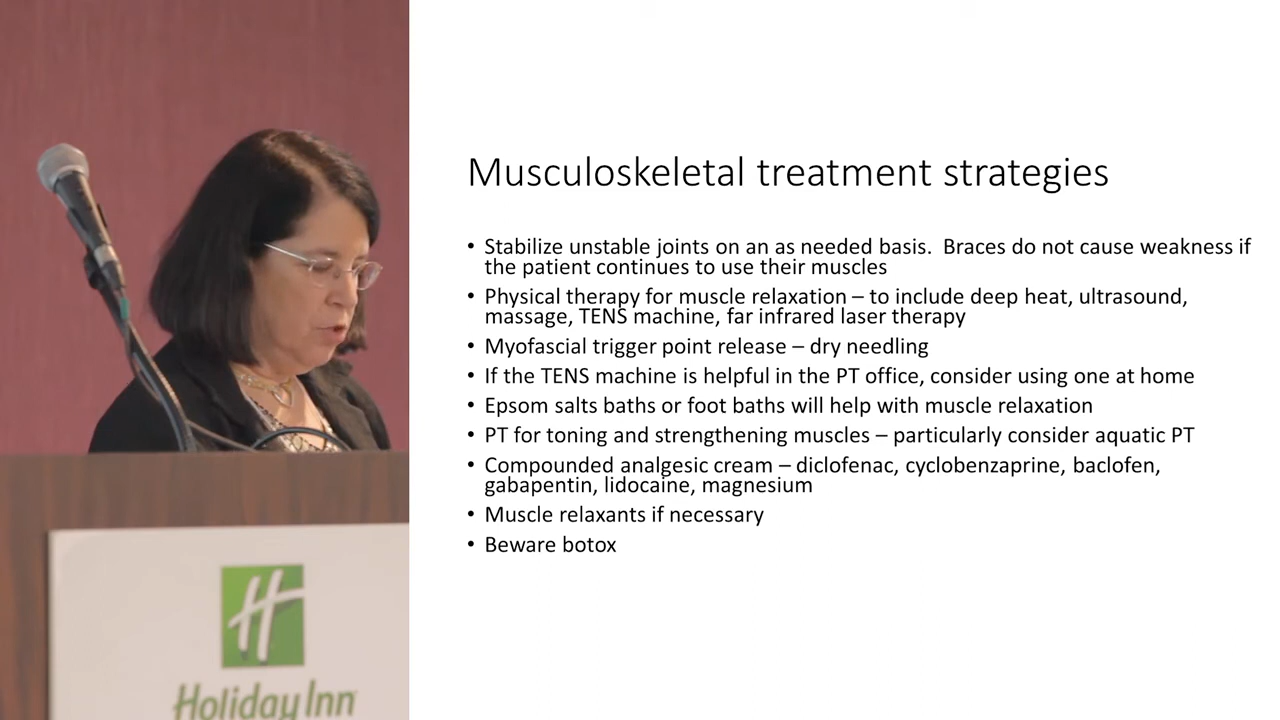 Musculoskeletal treatment strategies
• Stabilize unstable joints on an as needed basis.  Braces do not cause weakness if
the patient continues to use their muscles
• Physical therapy for muscle relaxation – to include deep heat, ultrasound,
massage, TENS machine, far infrared laser therapy
• Myofascial trigger point release – dry needling
• If the TENS machine is helpful in the PT office, consider using one at home
• Epsom salts baths or foot baths will help with muscle relaxation
• PT for toning and strengthening muscles – particularly consider aquatic PT
• Compounded analgesic cream – diclofenac, cyclobenzaprine, baclofen,
gabapentin, lidocaine, magnesium
• Muscle relaxants if necessary
• Beware botox
H
Holiday Inn